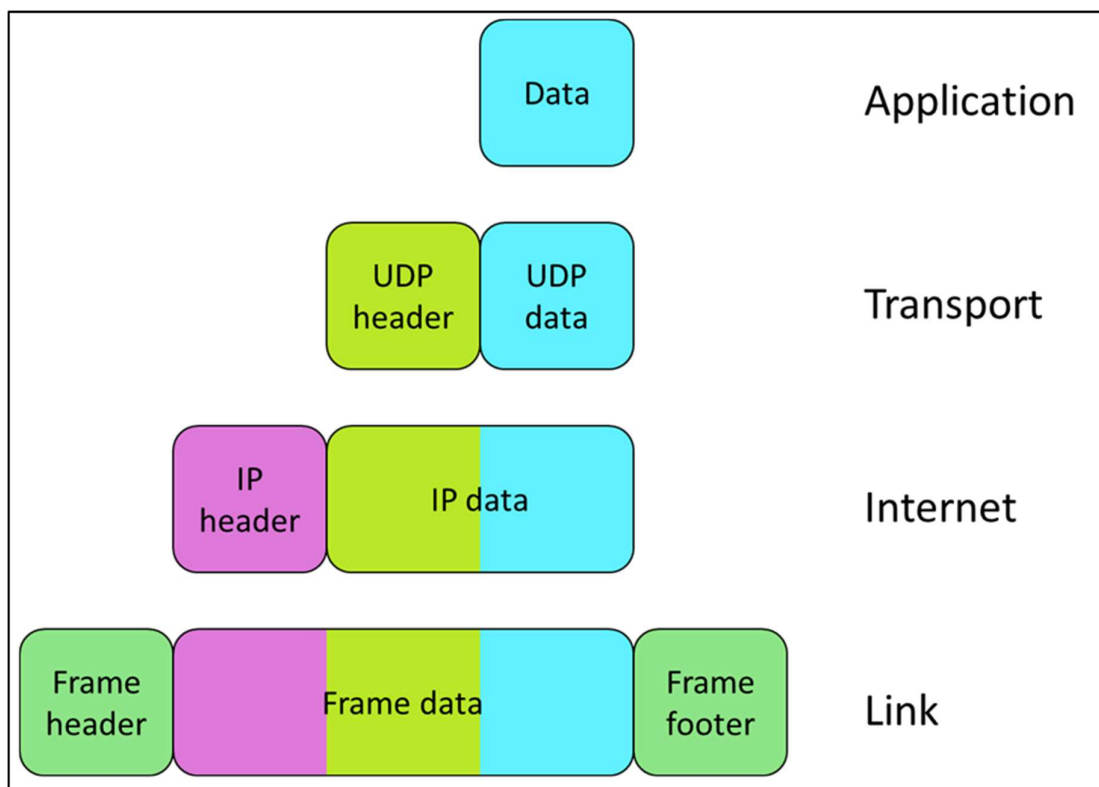 Data
Application
UDP
header
UDP
data
Transport
IP
header
IP data
Internet
Frame
header
Frame data
Frame
footer
Link